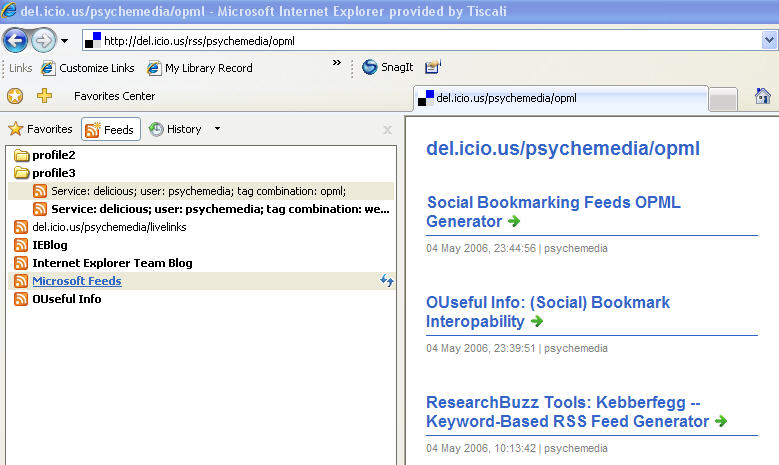 del.icio.us/psychemedia/opml - Microsoft Internet Explorer provided by Tiscali
http://del.icio.us/rss/psychemedia/opml
Links Customize Links My Library Record » SnagIt
Favorites Center
del.icio.us/psychemedia/opml
Favorites Feeds History x
profile2
profile3
Service: delicious; user: psychemedia; tag combination: opml;
Service: delicious; user: psychemedia; tag combination: we...
del.icio.us/psychemedia/livelinks
IEBlog
Internet Explorer Team Blog
Microsoft Feeds
OUseful Info
del.icio.us/psychemedia/opml
Social Bookmarking Feeds OPML
Generator
04 May 2006, 23:44:56 | psychemedia
OUseful Info: (Social) Bookmark
Interopability
04 May 2006, 23:39:51 | psychemedia
ResearchBuzz Tools: Kebberfegg --
Keyword-Based RSS Feed Generator
04 May 2006, 10:13:42 | psychemedia